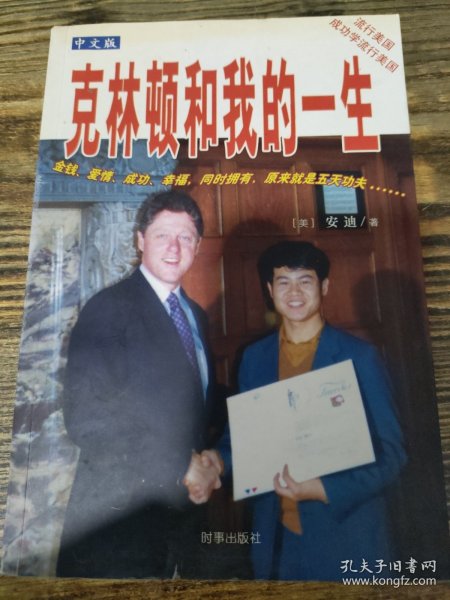 中文版
流行美国
成功学流行美国
克林顿和我的一生
金钱、爱情、成功、幸福，同时拥有，原来就是五天功夫……
［美］安迪/著
时事出版社
孔夫子旧书网
www.kongfz.com